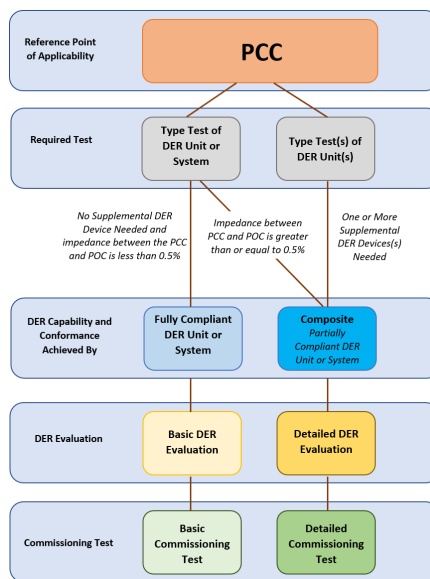 Reference Point
of Applicability
PCC
Required Test
Type Test of
DER Unit or
System
Type Test(s) of
DER Unit(s)
No Supplemental DER
Device Needed and
impedance between the PCC
and POC is less than 0.5%
Impedance between
PCC and POC is greater
than or equal to 0.5%
One or More
Supplemental
DER Devices(s)
Needed
DER Capability and
Conformance
Achieved By
Fully Compliant
DER Unit or
System
Composite
Partially
Compliant DER
Unit or System
DER Evaluation
Basic DER
Evaluation
Detailed DER
Evaluation
Commissioning Test
Basic
Commissioning
Test
Detailed
Commissioning
Test